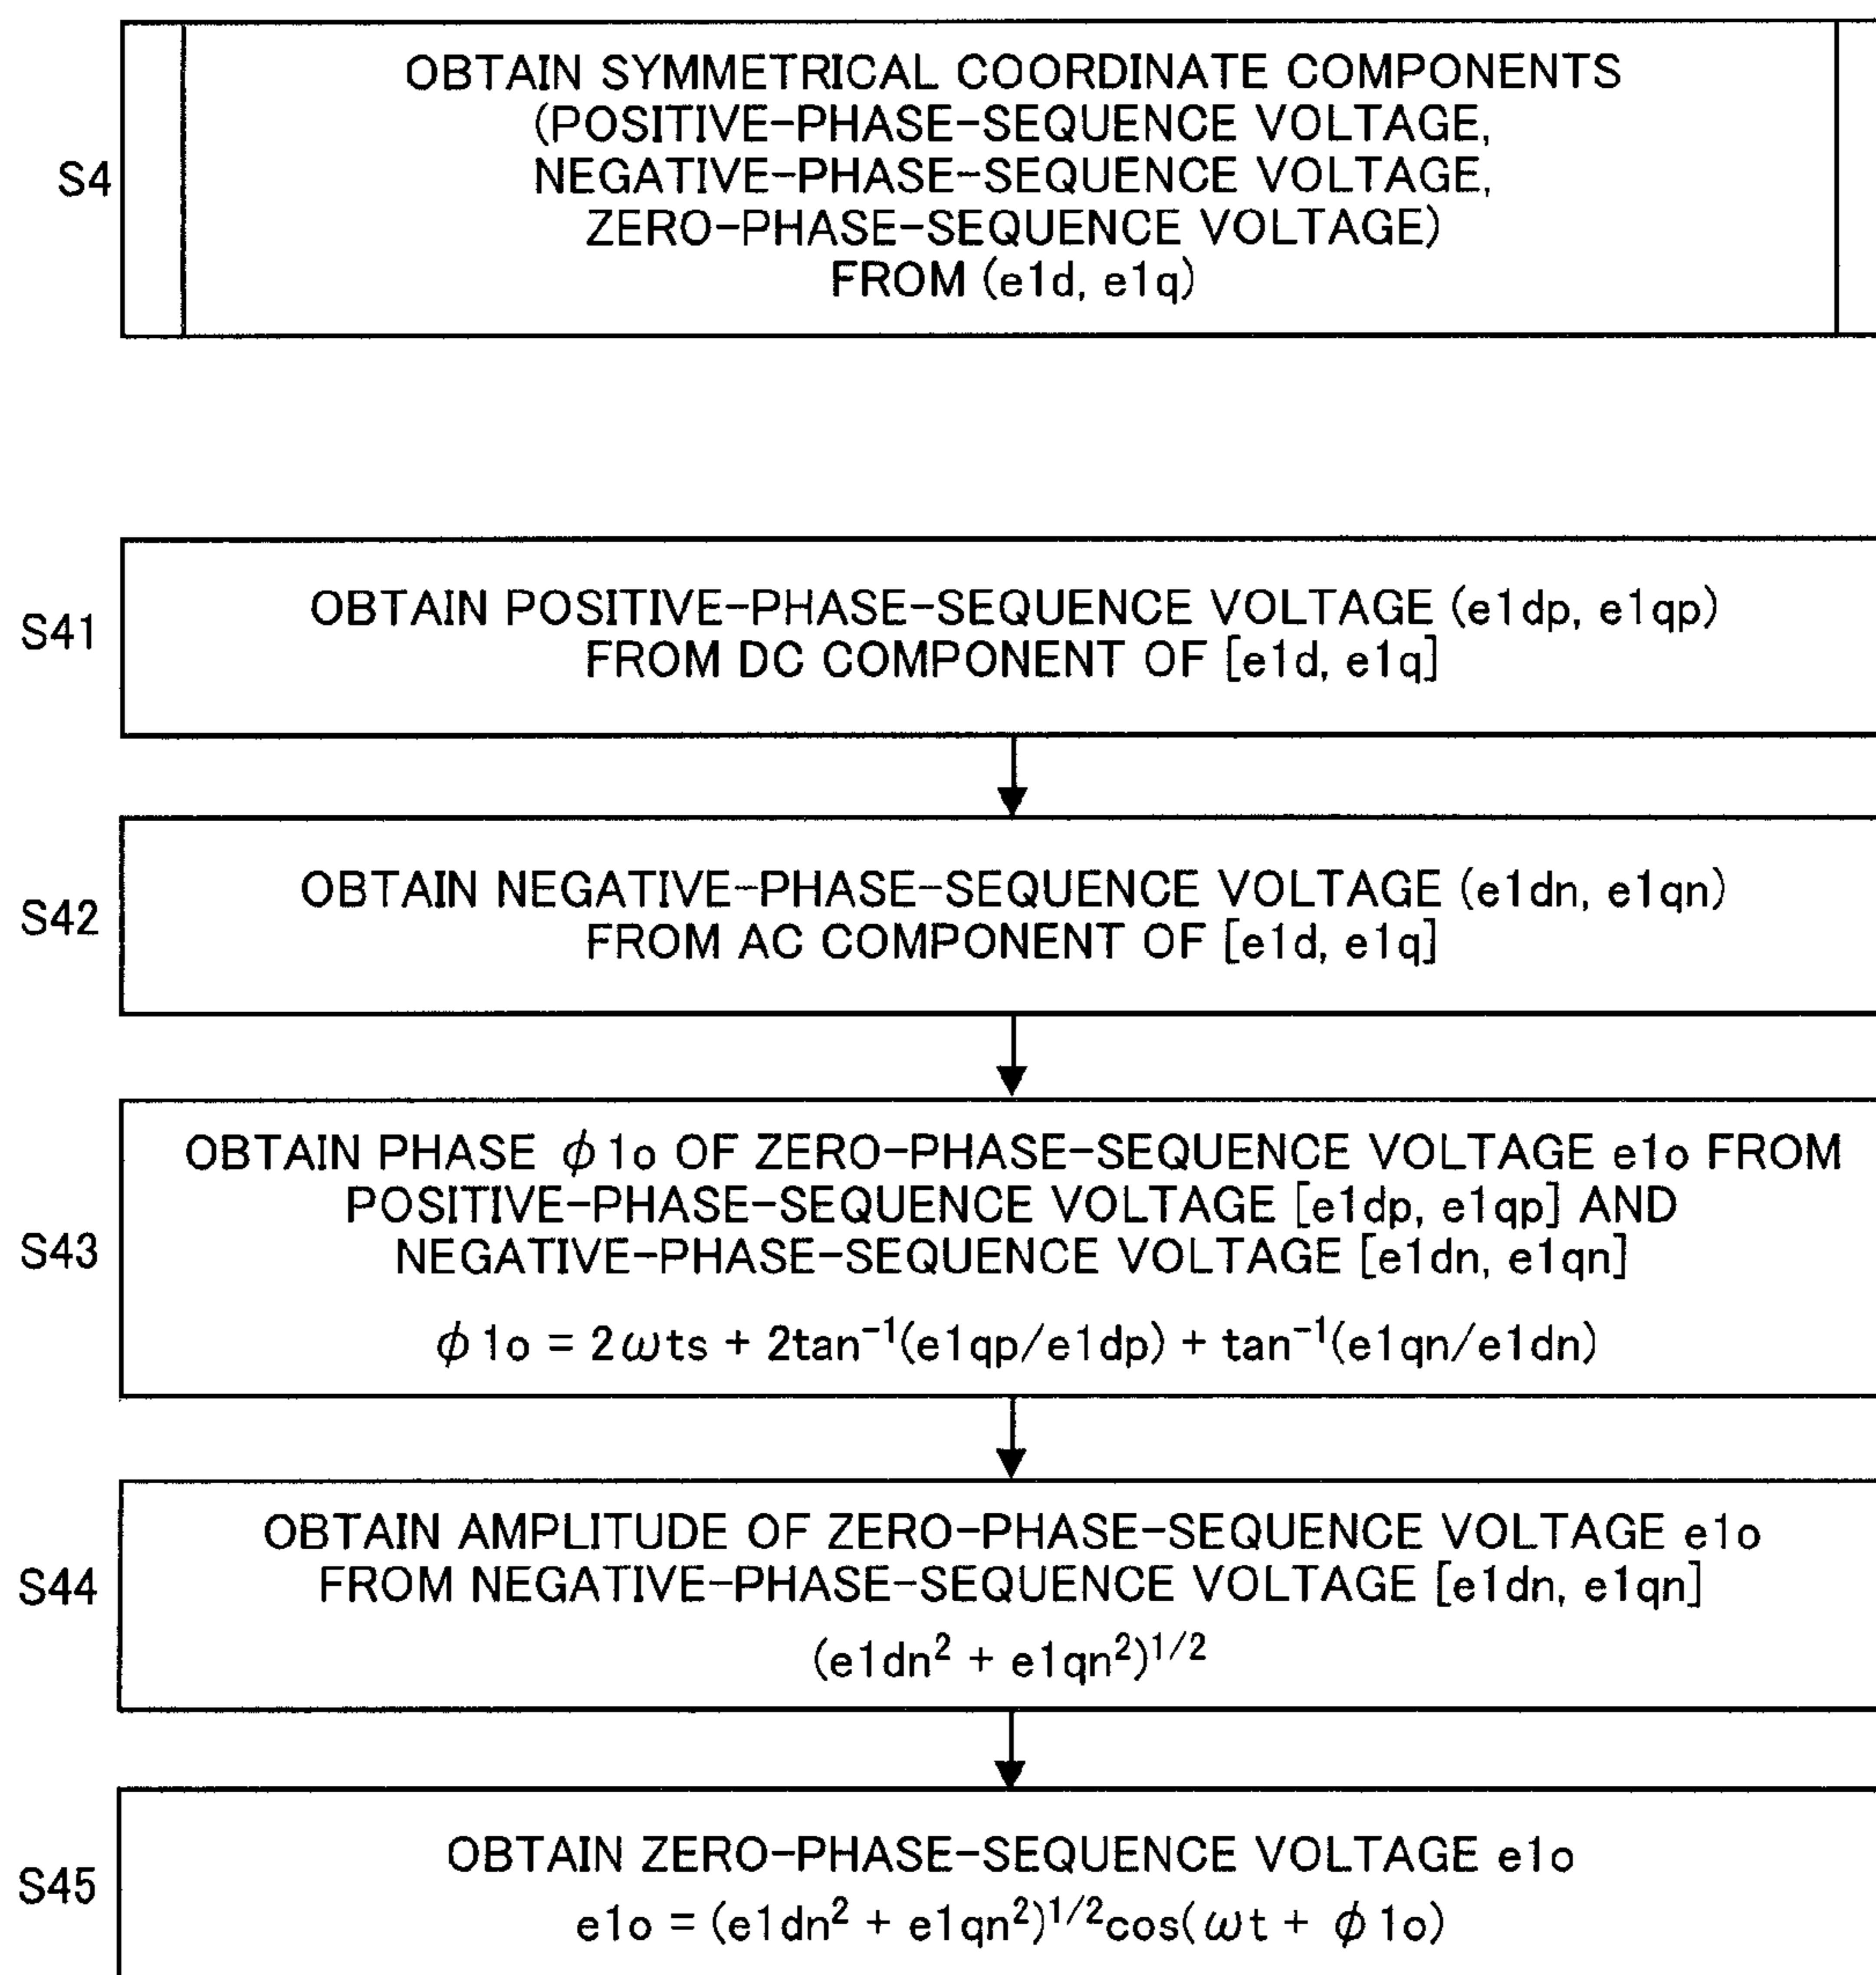 S4
OBTAIN SYMMETRICAL COORDINATE COMPONENTS
(POSITIVE-PHASE-SEQUENCE VOLTAGE,
NEGATIVE-PHASE-SEQUENCE VOLTAGE,
ZERO-PHASE-SEQUENCE VOLTAGE)
FROM (e1d, e1q)
S41
OBTAIN POSITIVE-PHASE-SEQUENCE VOLTAGE (e1dp, e1qp)
FROM DC COMPONENT OF [e1d, e1q]
S42
OBTAIN NEGATIVE-PHASE-SEQUENCE VOLTAGE (e1dn, e1qn)
FROM AC COMPONENT OF [e1d, e1q]
S43
OBTAIN PHASE ϕ1o OF ZERO-PHASE-SEQUENCE VOLTAGE e1o FROM
POSITIVE-PHASE-SEQUENCE VOLTAGE [e1dp, e1qp] AND
NEGATIVE-PHASE-SEQUENCE VOLTAGE [e1dn, e1qn]
ϕ1o = 2ωts + 2tan⁻¹(e1qp/e1dp) + tan⁻¹(e1qn/e1dn)
S44
OBTAIN AMPLITUDE OF ZERO-PHASE-SEQUENCE VOLTAGE e1o
FROM NEGATIVE-PHASE-SEQUENCE VOLTAGE [e1dn, e1qn]
(e1dn² + e1qn²)^1/2
S45
OBTAIN ZERO-PHASE-SEQUENCE VOLTAGE e1o
e1o = (e1dn² + e1qn²)^1/2cos(ωt + ϕ1o)